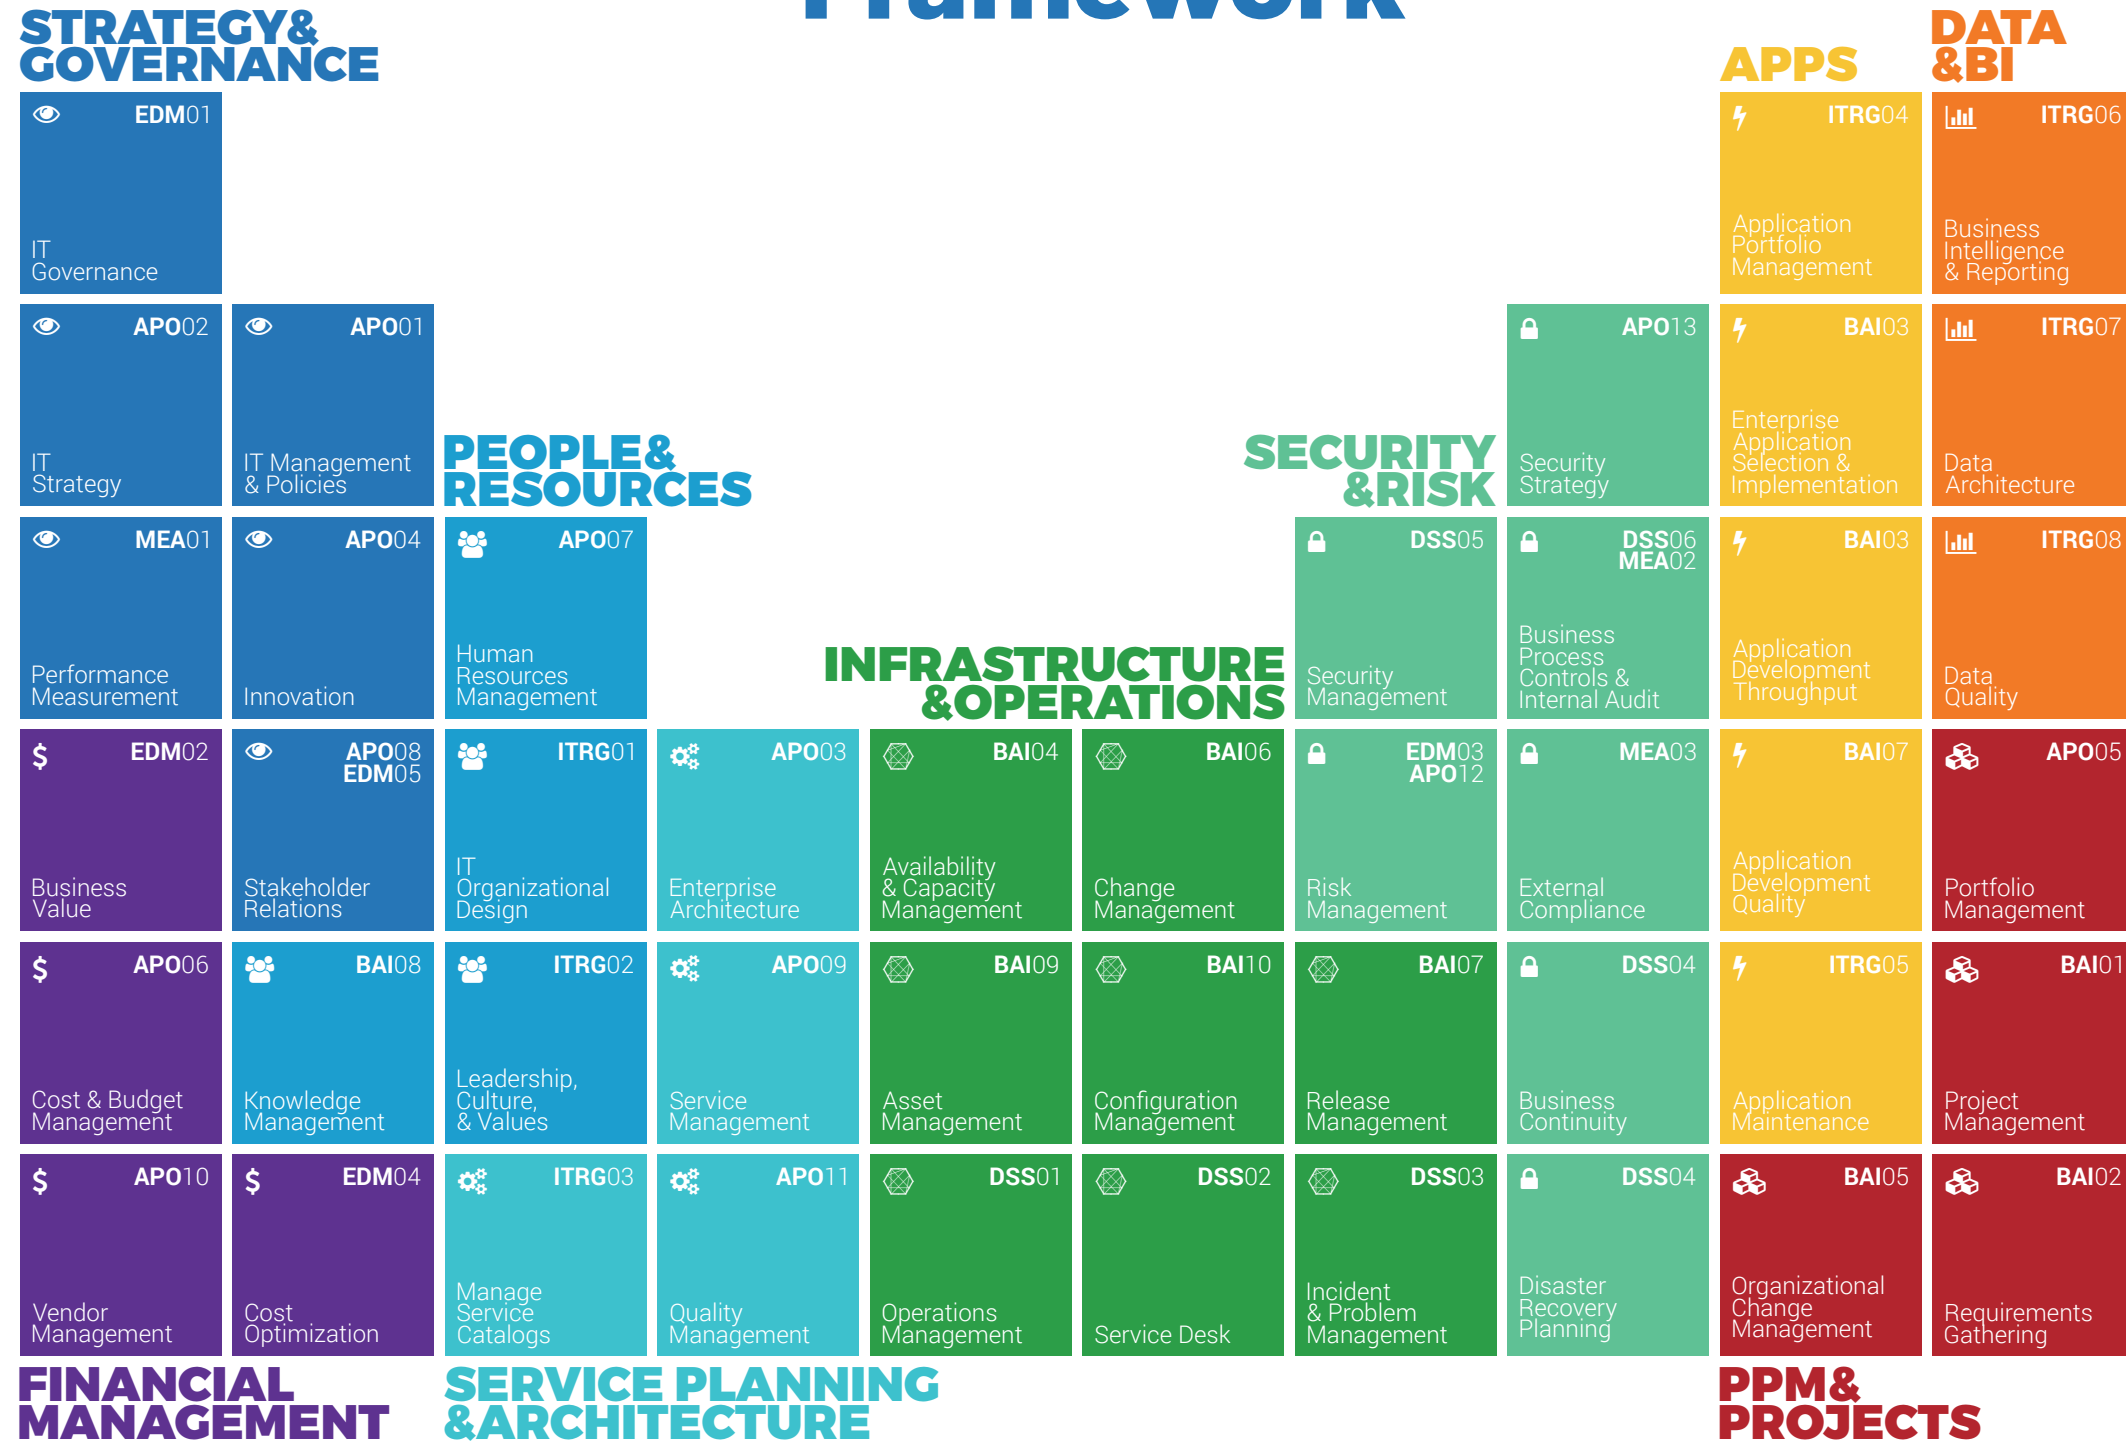 Framework
STRATEGY&
GOVERNANCE
APPS
DATA
&BI
EDM01
IT
Governance
ITRG04
Application
Portfolio
Management
ITRG06
Business
Intelligence
& Reporting
APO02
IT
Strategy
APO01
IT Management
& Policies
PEOPLE&
RESOURCES
SECURITY
&RISK
APO13
Security
Strategy
BAI03
Enterprise
Application
Selection &
Implementation
ITRG07
Data
Architecture
MEA01
Performance
Measurement
APO04
Innovation
APO07
Human
Resources
Management
INFRASTRUCTURE
&OPERATIONS
DSS05
Security
Management
DSS06
MEA02
Business
Process
Controls &
Internal Audit
BAI03
Application
Development
Throughput
ITRG08
Data
Quality
EDM02
Business
Value
APO08
EDM05
Stakeholder
Relations
ITRG01
IT
Organizational
Design
APO03
Enterprise
Architecture
BAI04
Availability
& Capacity
Management
BAI06
Change
Management
EDM03
APO12
Risk
Management
MEA03
External
Compliance
BAI07
Application
Development
Quality
APO05
Portfolio
Management
APO06
Cost & Budget
Management
BAI08
Knowledge
Management
ITRG02
Leadership,
Culture,
& Values
APO09
Service
Management
BAI09
Asset
Management
BAI10
Configuration
Management
BAI07
Release
Management
DSS04
Business
Continuity
ITRG05
Application
Maintenance
BAI01
Project
Management
APO10
Vendor
Management
EDM04
Cost
Optimization
ITRG03
Manage
Service
Catalogs
APO11
Quality
Management
DSS01
Operations
Management
DSS02
Service Desk
DSS03
Incident
& Problem
Management
DSS04
Disaster
Recovery
Planning
BAI05
Organizational
Change
Management
BAI02
Requirements
Gathering
FINANCIAL
MANAGEMENT
SERVICE PLANNING
&ARCHITECTURE
PPM&
PROJECTS